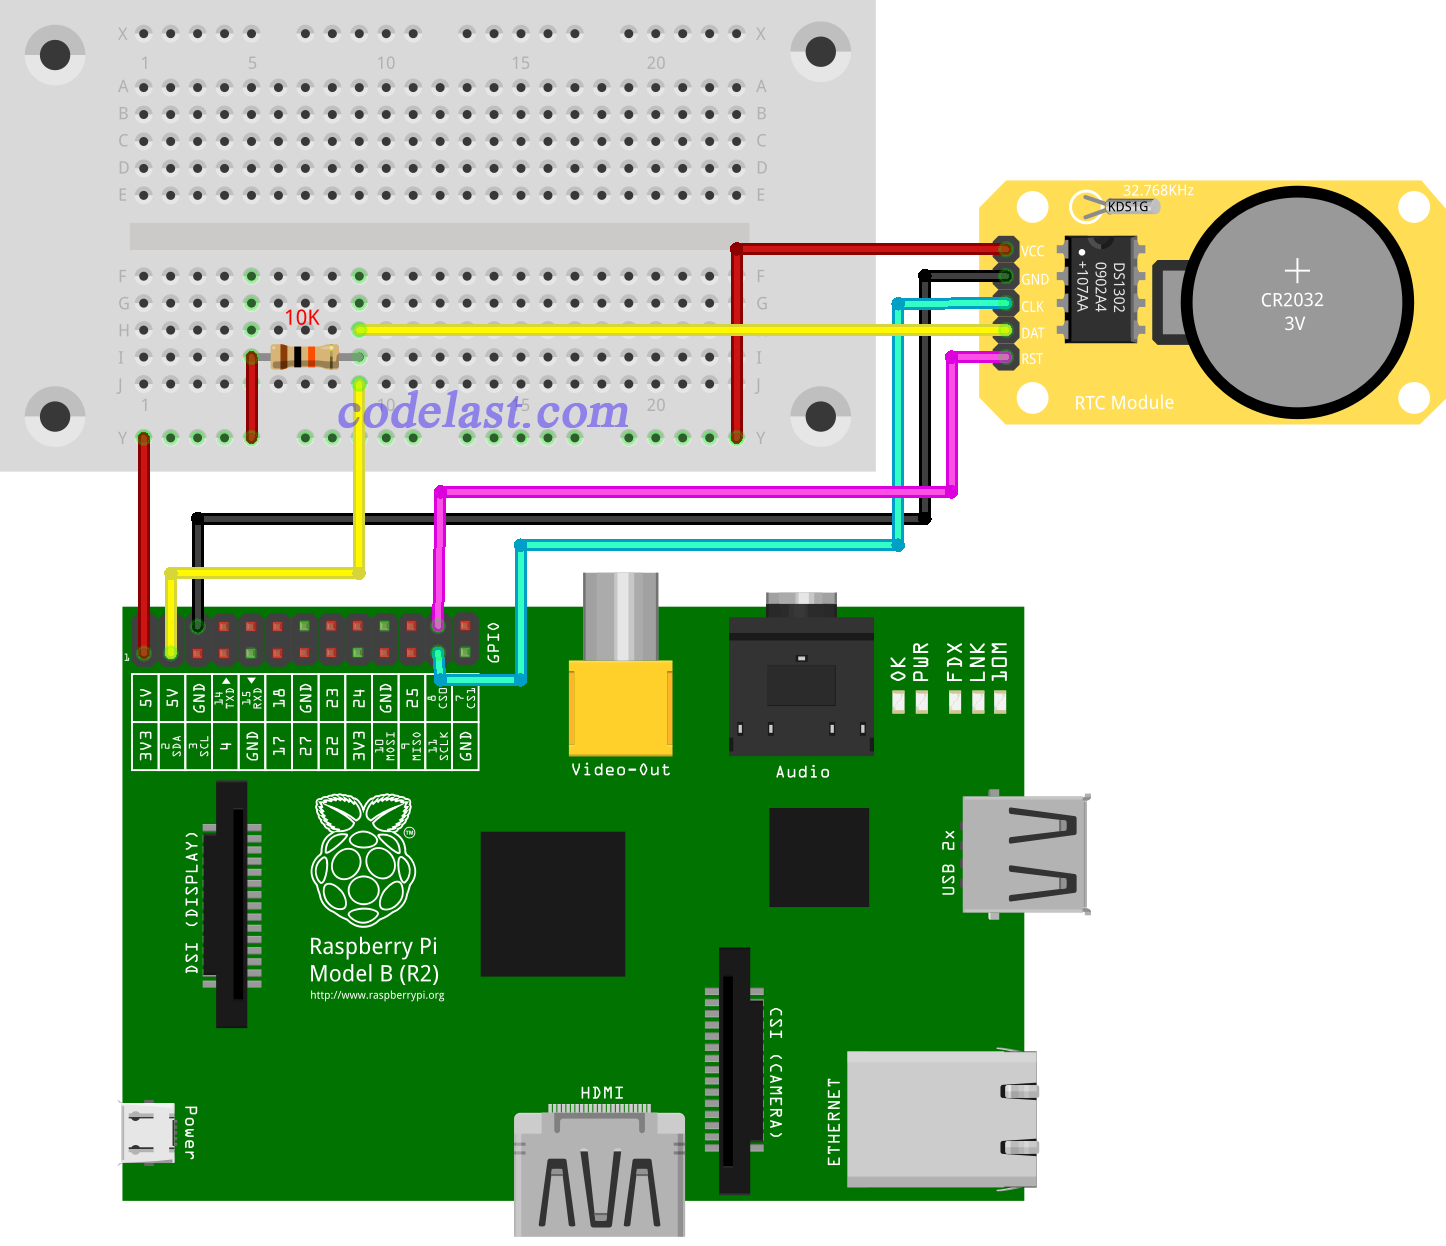 X X
1 5 10 15 20
A A
B B
C C
D D
E E
F F
G G
10K
H
I I
J J
codelast.com
1 10 5 20
Y Y
32.768KHz
KDS1G
VCC
GND
CLK
DAT
RST
DS1302
0902A4
+107AA
CR2032
3V
RTC Module
1
GPIO
5V 5V GND 14 TXD 15 RXD 18 GND 23 24 GND 25 8 CS0 7 CS1
3V3 2 SDA 3 SCL 4 GND 17 27 22 3V3 10 MOSI 9 MISO 11 SCLK GND
Video-Out
Audio
OK PWR FDX LNK 10M
DSI (DISPLAY)
TM
Raspberry Pi
Model B (R2)
http://www.raspberrypi.org
USB 2x
CSI (CAMERA)
HDMI
ETHERNET
Power